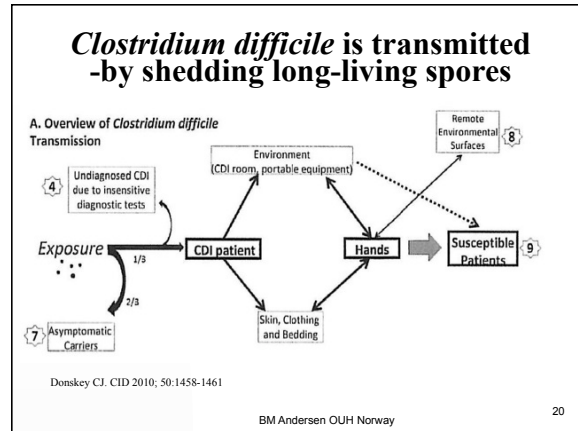 Clostridium difficile is transmitted
-by shedding long-living spores
A. Overview of Clostridium difficile
Transmission
Remote
Environmental
Surfaces
8
Environment
(CDI room, portable equipment)
4
Undiagnosed CDI
due to insensitive
diagnostic tests
Exposure
1/3
CDI patient
Hands
Susceptible
Patients
9
2/3
7
Asymptomatic
Carriers
Skin, Clothing
and Bedding
Donskey CJ. CID 2010; 50:1458-1461
BM Andersen OUH Norway
20